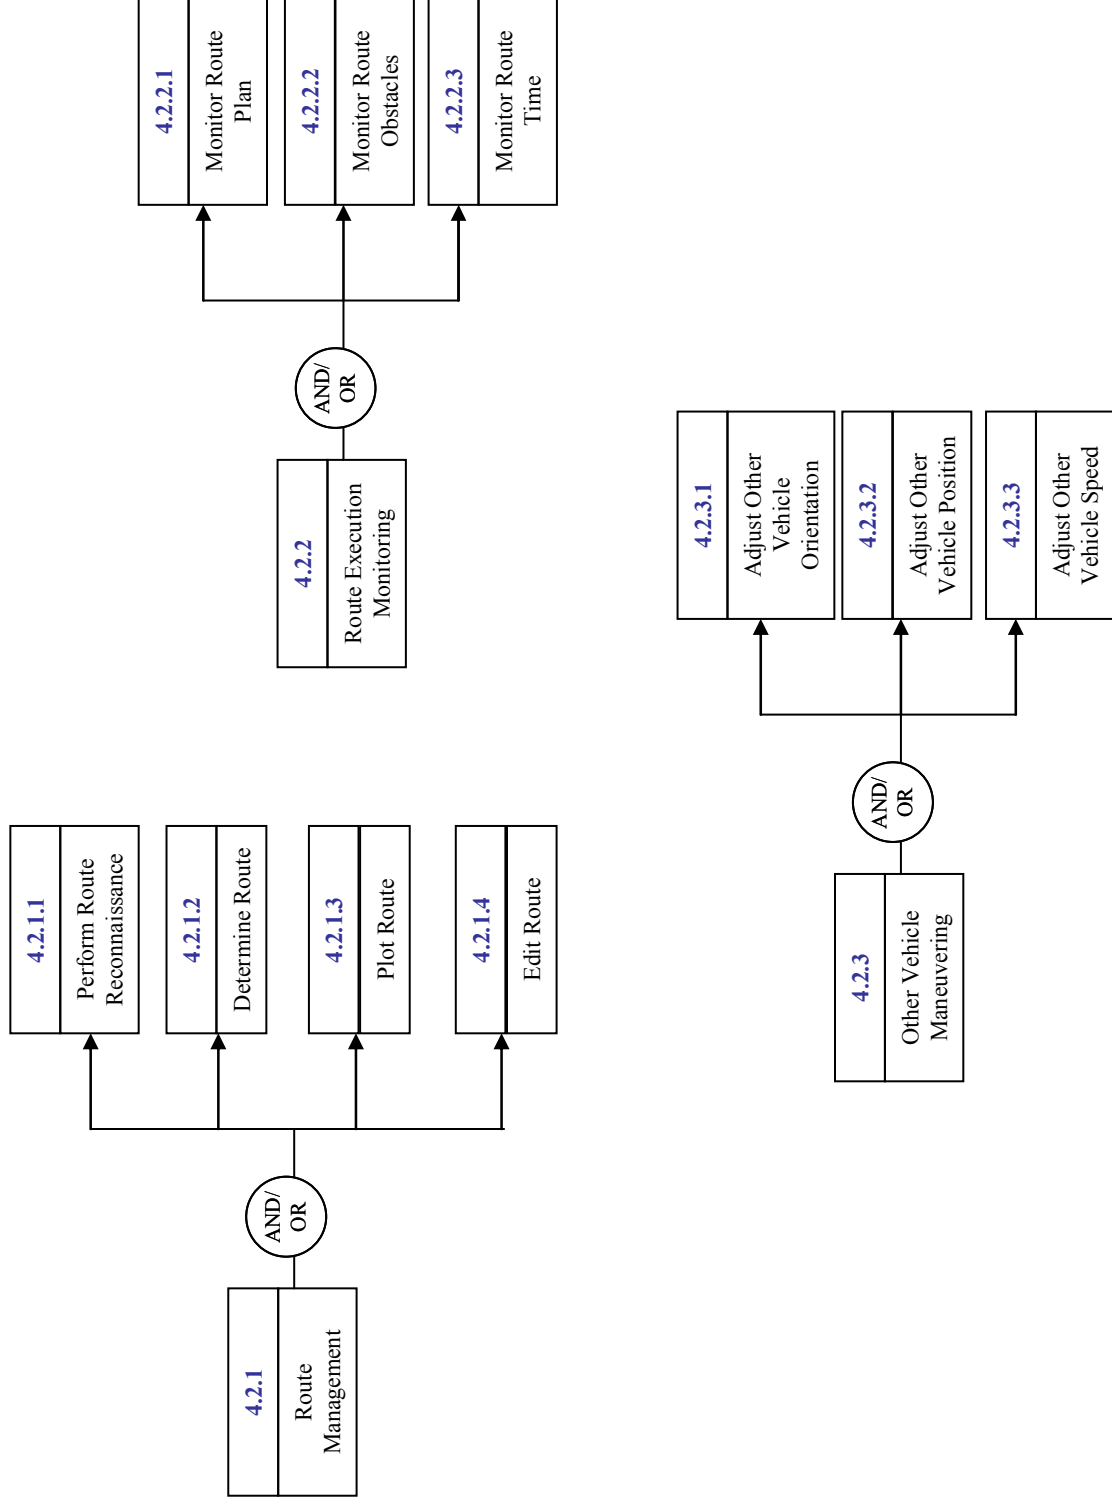 4.2.1
Route
Management
AND/
OR
4.2.1.1
Perform Route
Reconnaissance
4.2.1.2
Determine Route
4.2.1.3
Plot Route
4.2.1.4
Edit Route
4.2.2
Route Execution
Monitoring
AND/
OR
4.2.2.1
Monitor Route
Plan
4.2.2.2
Monitor Route
Obstacles
4.2.2.3
Monitor Route
Time
4.2.3
Other Vehicle
Maneuvering
AND/
OR
4.2.3.1
Adjust Other
Vehicle
Orientation
4.2.3.2
Adjust Other
Vehicle Position
4.2.3.3
Adjust Other
Vehicle Speed